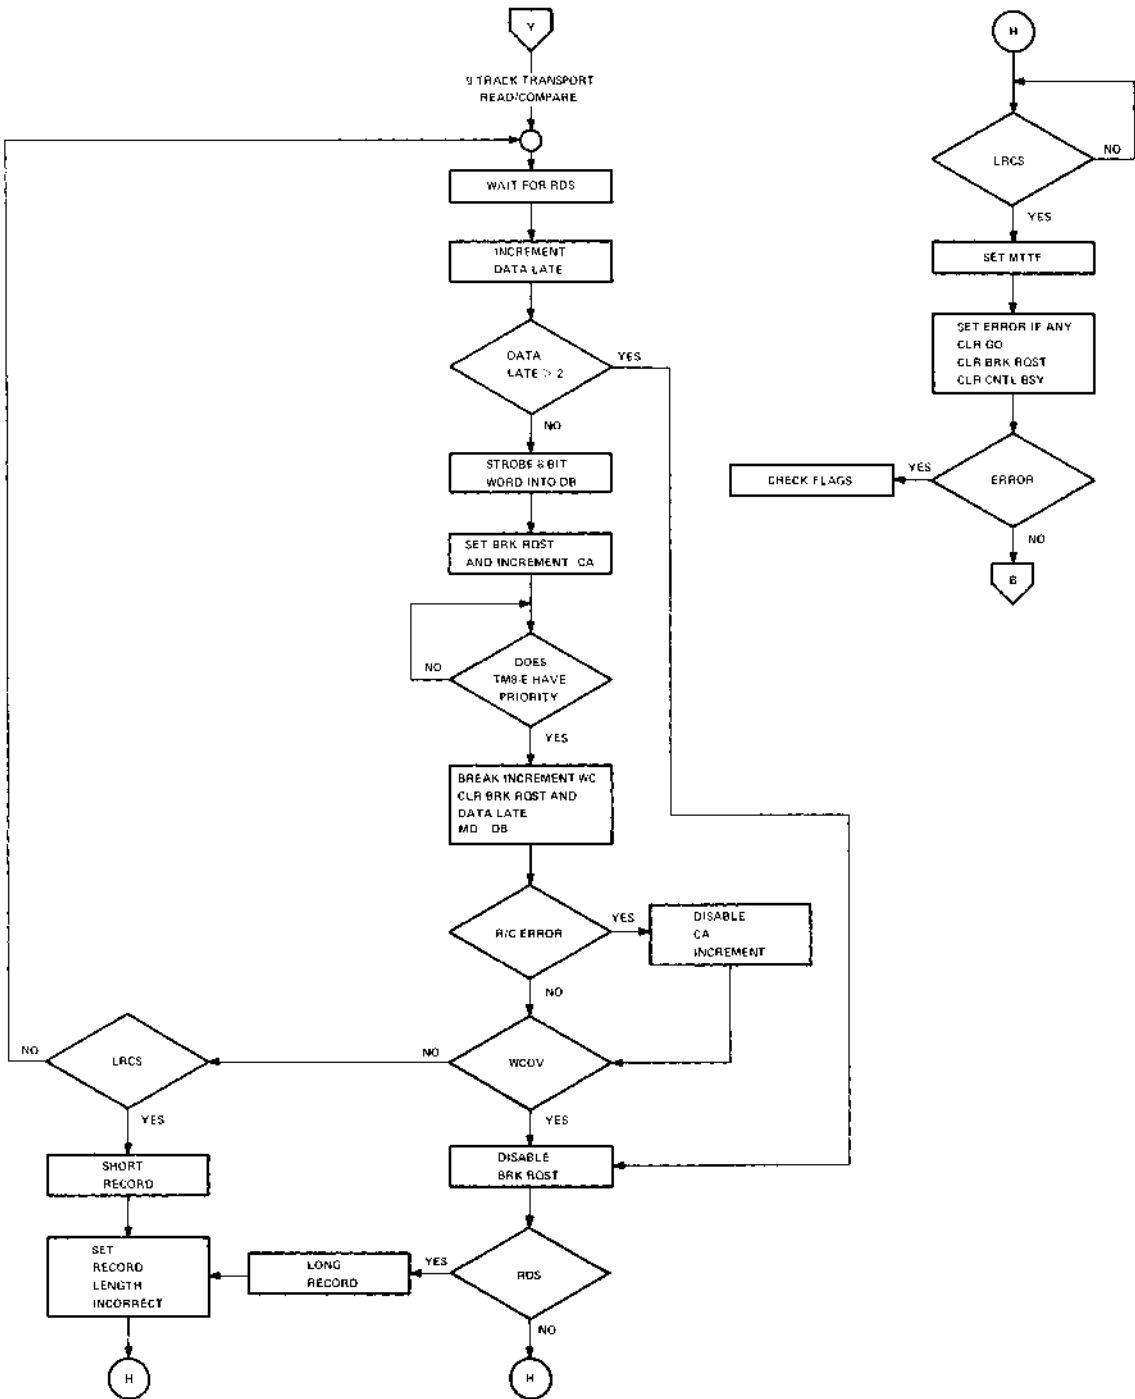 Y
9 TRACK TRANSPORT
READ/COMPARE
WAIT FOR RDS
INCREMENT
DATA LATE
DATA
LATE > 2
YES
NO
STROBE 8 BIT
WORD INTO DB
SET BRK RQST
AND INCREMENT CA
DOES
TM8-E HAVE
PRIORITY
NO
YES
BREAK INCREMENT WC
CLR BRK RQST AND
DATA LATE
MD DB
R/C ERROR
YES
DISABLE
CA
INCREMENT
NO
WCOV
NO
LRCS
NO
YES
SHORT
RECORD
SET
RECORD
LENGTH
INCORRECT
H
YES
DISABLE
BRK RQST
RDS
YES
LONG
RECORD
NO
H
H
LRCS
NO
YES
SET MTTF
SET ERROR IF ANY
CLR GO
CLR BRK RQST
CLR CNTL BSY
ERROR
YES
CHECK FLAGS
NO